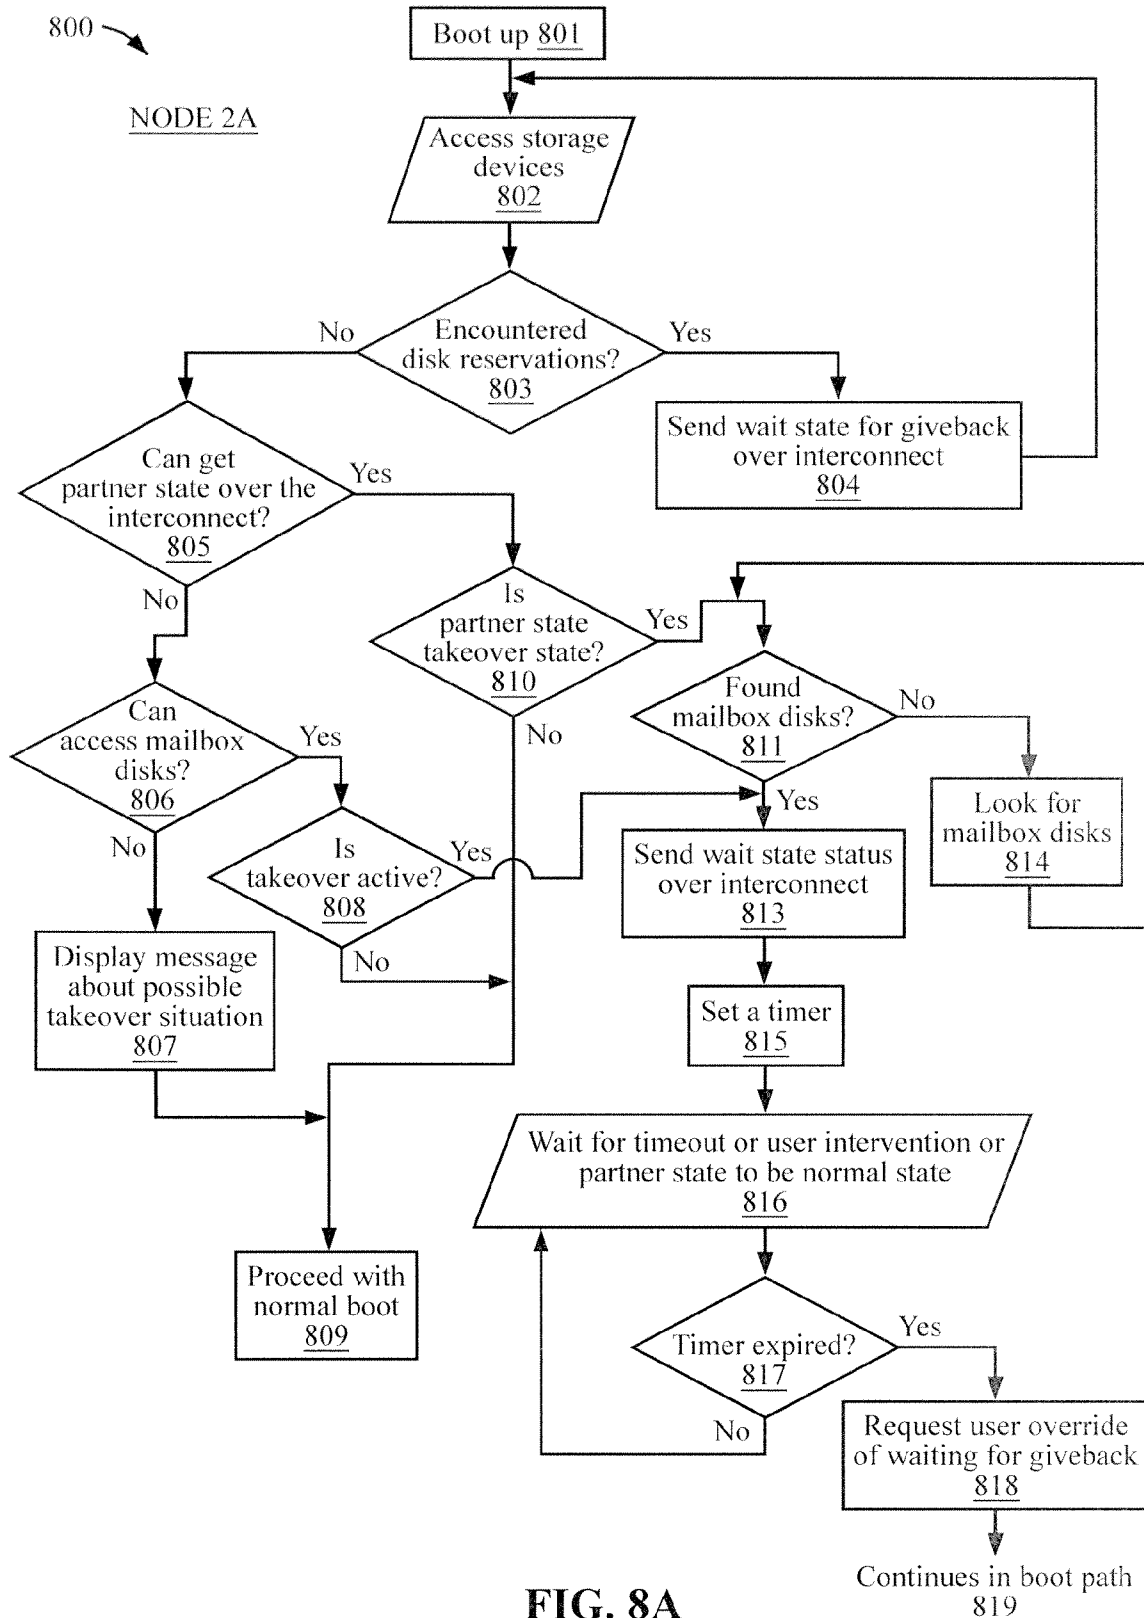 800
Boot up 801
NODE 2A
Access storage
devices
802
No
Encountered
disk reservations?
803
Yes
Send wait state for giveback
over interconnect
804
Can get
partner state over the
interconnect?
805
Yes
No
Is
partner state
takeover state?
810
Yes
No
Found
mailbox disks?
811
No
Yes
Can
access mailbox
disks?
806
Yes
No
Look for
mailbox disks
814
Is
takeover active?
808
Yes
No
Send wait state status
over interconnect
813
Display message
about possible
takeover situation
807
Set a timer
815
Wait for timeout or user intervention or
partner state to be normal state
816
Proceed with
normal boot
809
Timer expired?
817
Yes
No
Request user override
of waiting for giveback
818
Continues in boot path
819
FIG. 8A